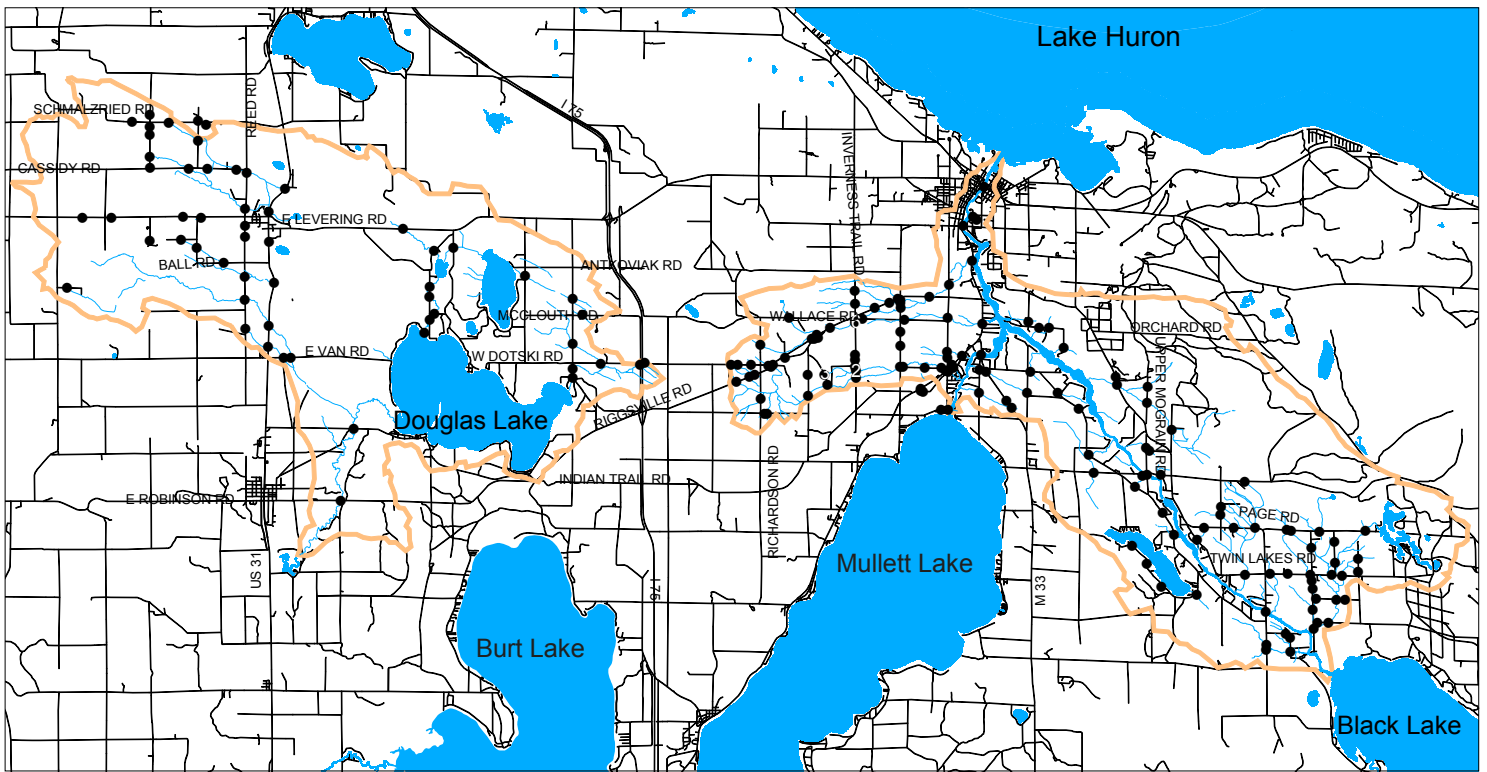 Lake Huron
SCHMALZRIED RD
REED RD
I 75
CASSIDY RD
INVERNESS TRAIL RD
E LEVERING RD
BALL RD
ANTKOVIAK RD
MCCLOUTH RD
WALLACE RD
ORCHARD RD
E VAN RD
W DOTSKI RD
UPPER MCGRAW RD
RIGGSVILLE RD
Douglas Lake
RICHARDSON RD
INDIAN TRAIL RD
E ROBINSON RD
PAGE RD
TWIN LAKES RD
US 31
I 75
Mullett Lake
M 33
Burt Lake
Black Lake